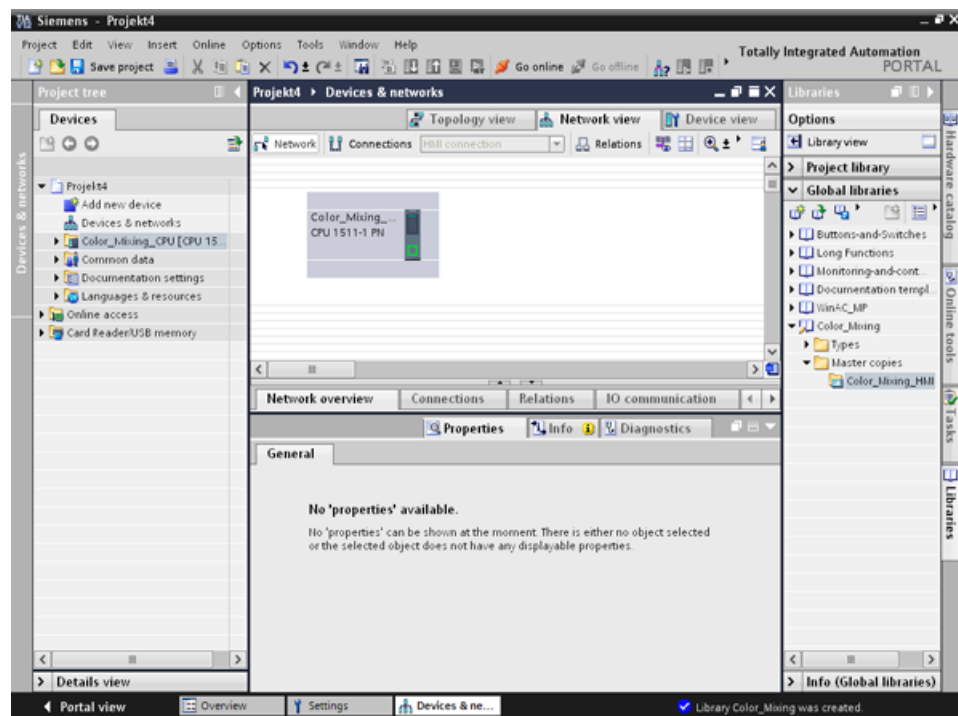 Siemens - Projekt4
Project Edit View Insert Online Options Tools Window Help
Totally Integrated Automation
PORTAL
Save project Go online Go offline
Project tree
Projekt4 Devices & networks
Libraries
Devices
Topology view Network view Device view
Options
Network Connections HMI connection Relations
Library view
Project library
Global libraries
Projekt4
Add new device
Devices & networks
Color_Mixing_CPU [CPU 15...
Common data
Documentation settings
Languages & resources
Online access
Card Reader/USB memory
Color_Mixing_...
CPU 1511-1 PN
Buttons-and-Switches
Long Functions
Monitoring-and-cont...
Documentation templ...
WinAC_MP
Color_Mixing
Types
Master copies
Color_Mixing_HMI
Network overview Connections Relations IO communication
Properties Info Diagnostics
General
No 'properties' available.
No 'properties' can be shown at the moment. There is either no object selected
or the selected object does not have any displayable properties.
Devices & networks
Hardware catalog
Online tools
Tasks
Libraries
Details view
Info (Global libraries)
Portal view Overview Settings Devices & ne... Library Color_Mixing was created.